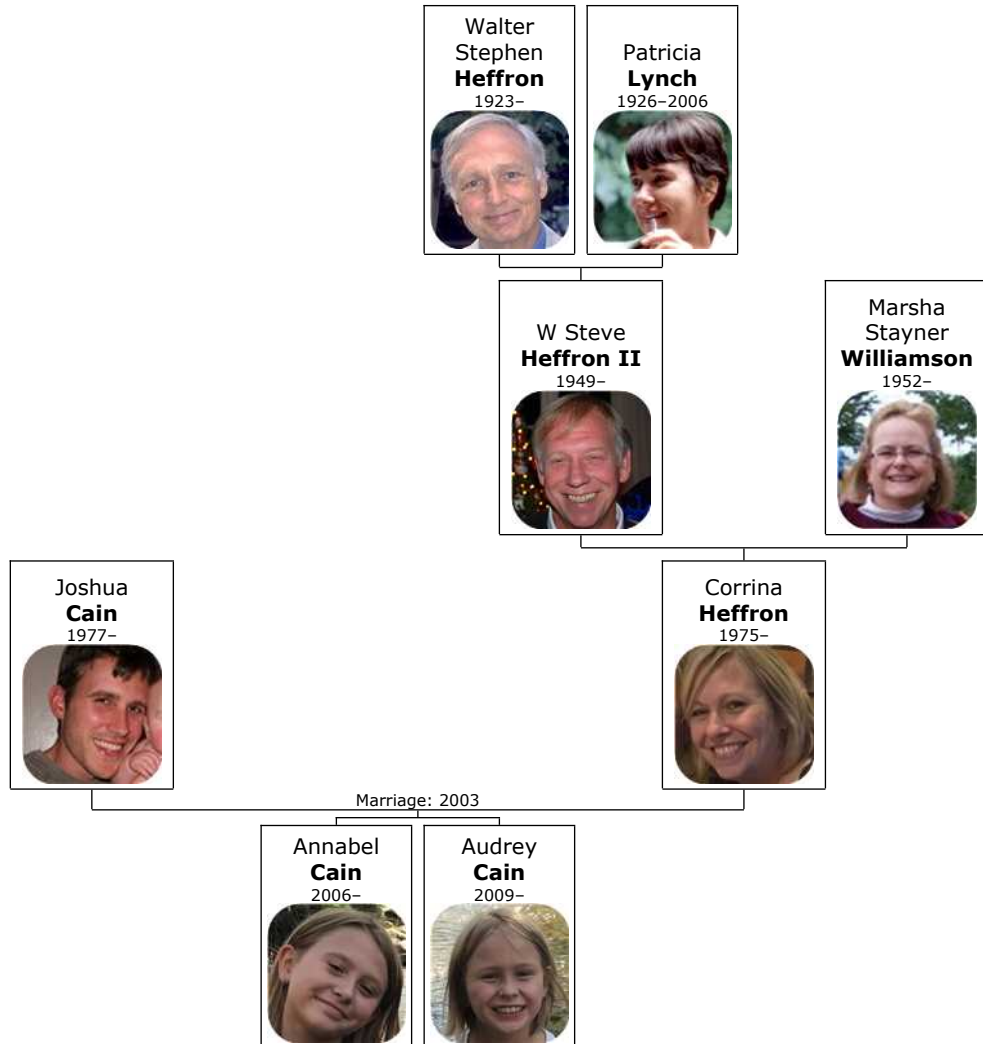 Walter
Stephen
Heffron
1923–
Patricia
Lynch
1926–2006
W Steve
Heffron II
1949–
Marsha
Stayner
Williamson
1952–
Joshua
Cain
1977–
Corrina
Heffron
1975–
Marriage: 2003
Annabel
Cain
2006–
Audrey
Cain
2009–